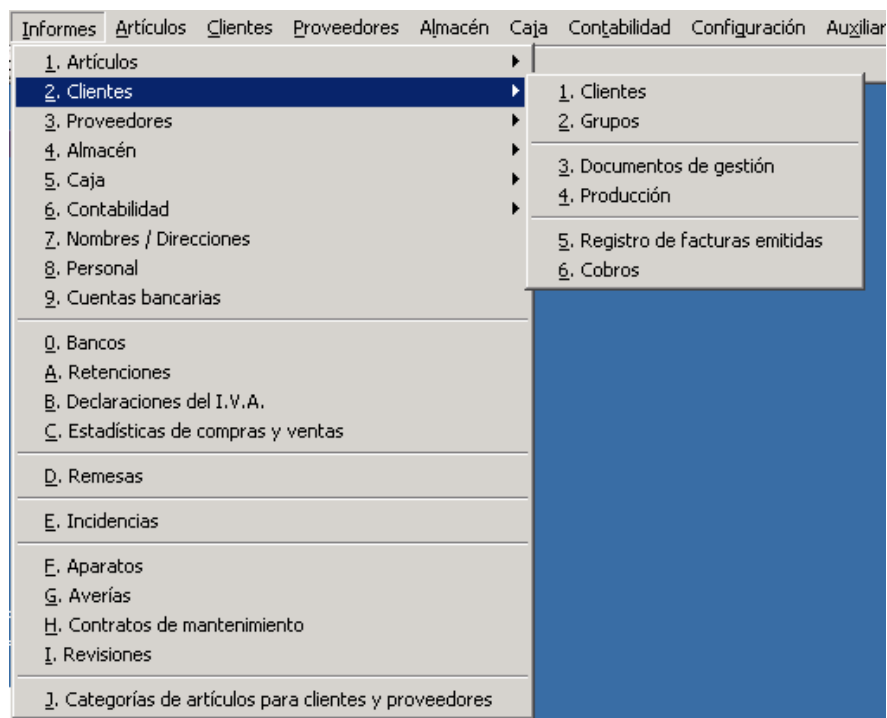 Informes Artículos Clientes Proveedores Almacén Caja Contabilidad Configuración Auxiliar
1. Artículos
2. Clientes
3. Proveedores
4. Almacén
5. Caja
6. Contabilidad
7. Nombres / Direcciones
8. Personal
9. Cuentas bancarias
0. Bancos
A. Retenciones
B. Declaraciones del I.V.A.
C. Estadísticas de compras y ventas
D. Remesas
E. Incidencias
F. Aparatos
G. Averías
H. Contratos de mantenimiento
I. Revisiones
J. Categorías de artículos para clientes y proveedores
1. Clientes
2. Grupos
3. Documentos de gestión
4. Producción
5. Registro de facturas emitidas
6. Cobros